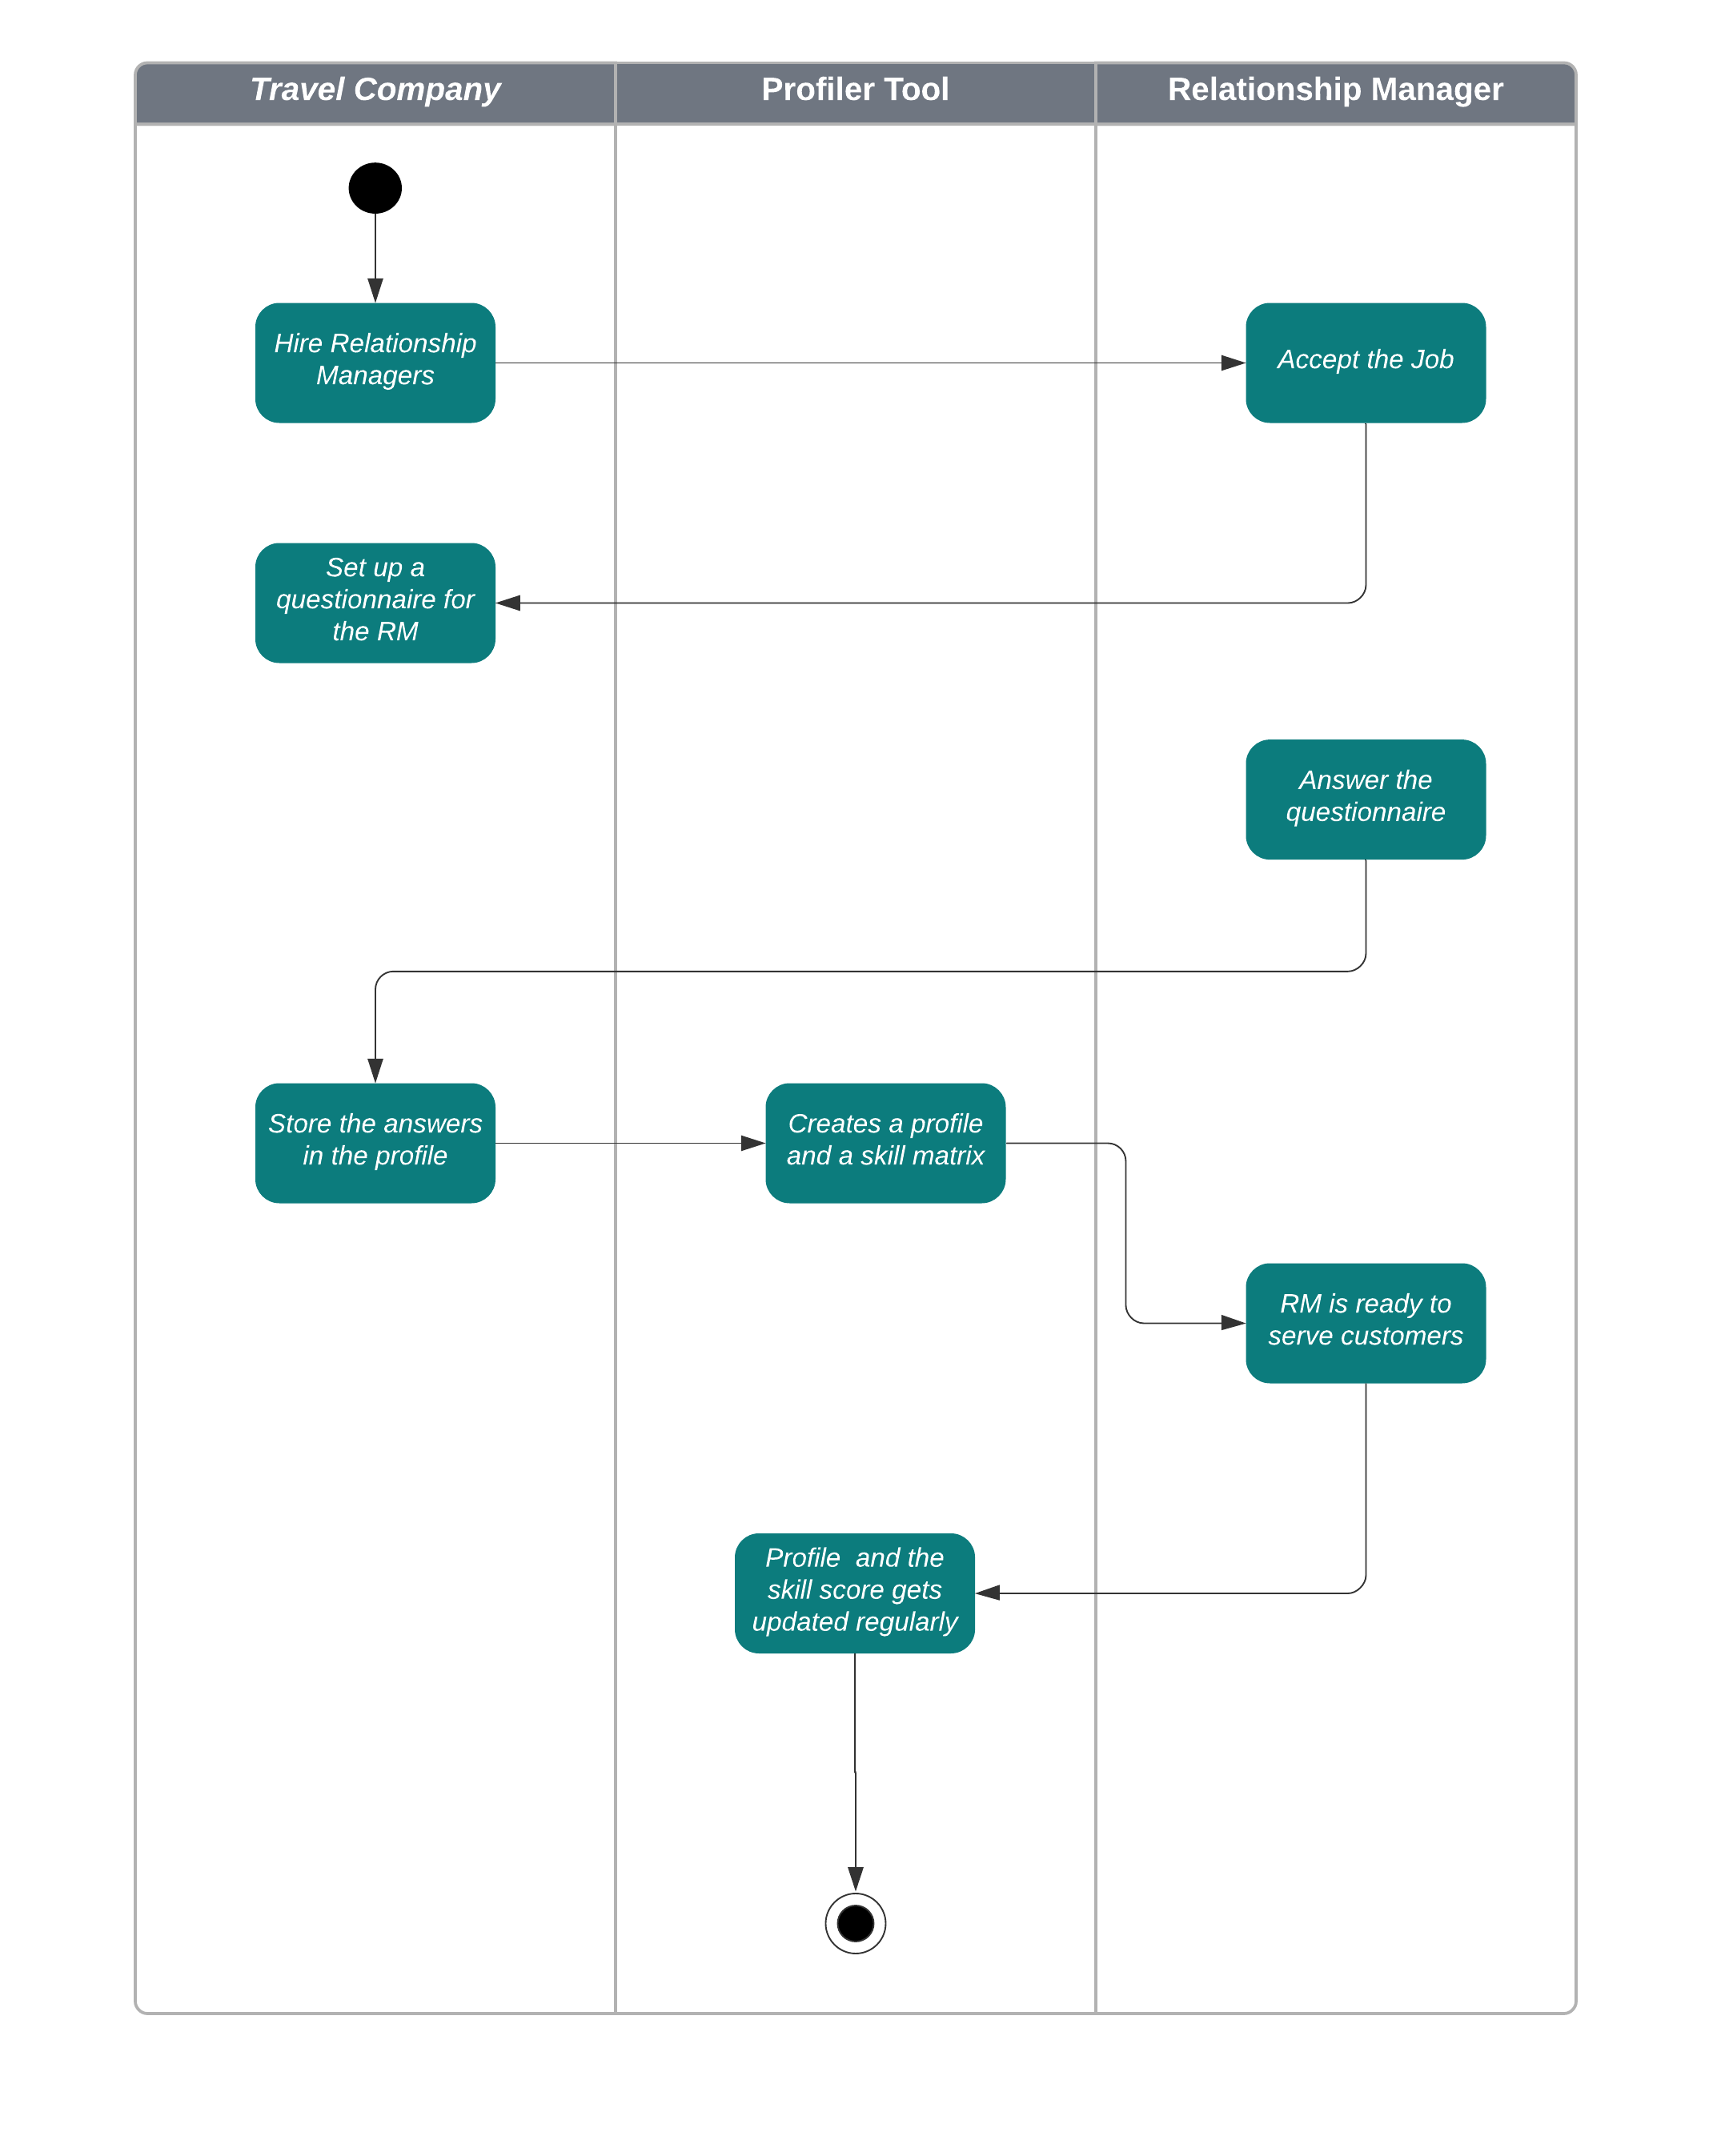 Travel Company
Profiler Tool
Relationship Manager
Hire Relationship
Managers
Accept the Job
Set up a
questionnaire for
the RM
Answer the
questionnaire
Store the answers
in the profile
Creates a profile
and a skill matrix
RM is ready to
serve customers
Profile  and the
skill score gets
updated regularly